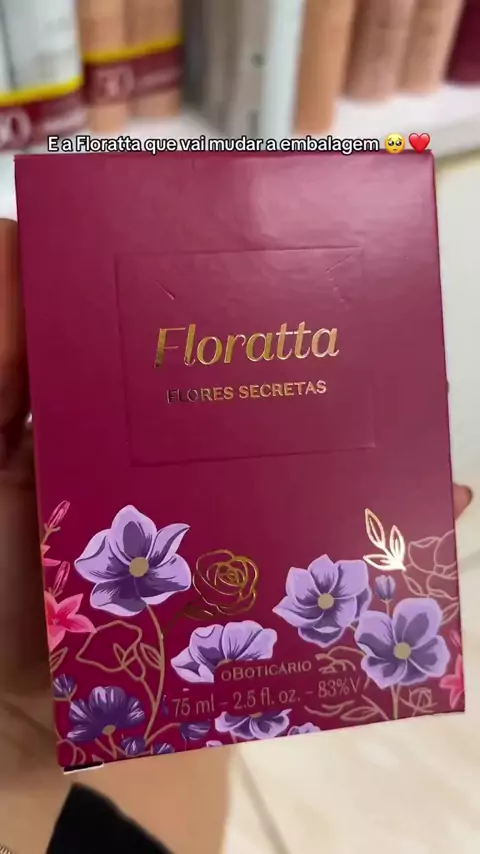 E a Floratta que vai mudar a embalagem 🥺❤️
Floratta
FLORES SECRETAS
oBOTICÁRIO
75 ml - 2.5 fl. oz. - 83%V